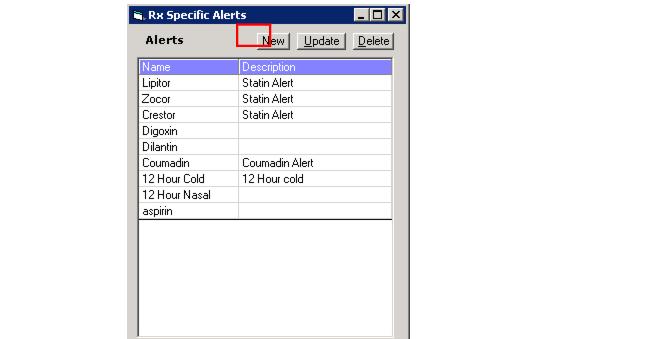 Rx Specific Alerts
Alerts New Update Delete
Name Description
Lipitor Statin Alert
Zocor Statin Alert
Crestor Statin Alert
Digoxin
Dilantin
Coumadin Coumadin Alert
12 Hour Cold 12 Hour cold
12 Hour Nasal
aspirin